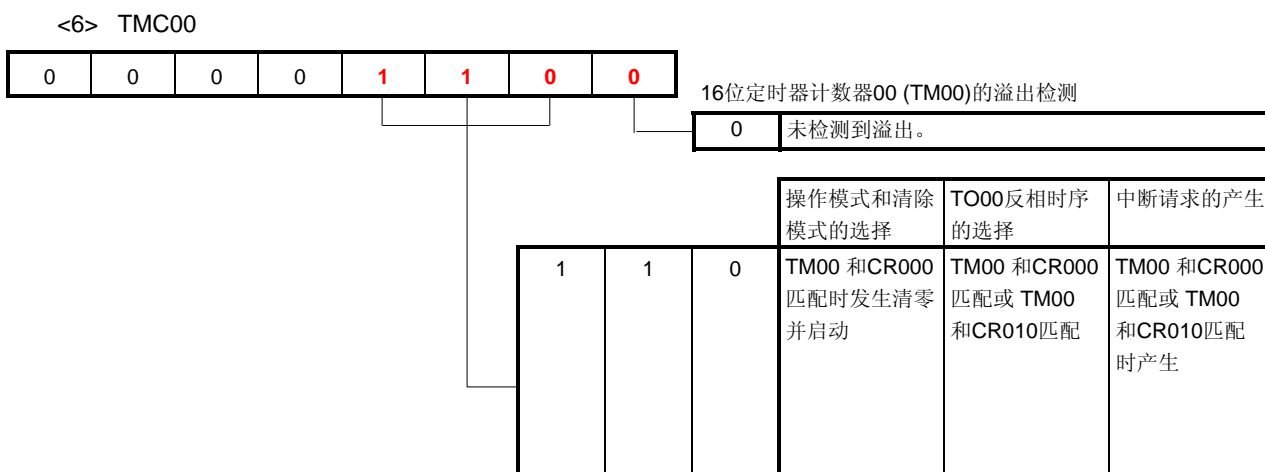 <6> TMC00
0 0 0 0 1 1 0 0
16位定时器计数器00 (TM00)的溢出检测
0 未检测到溢出。
操作模式和清除 TO00反相时序 中断请求的产生
模式的选择 的选择
1 1 0 TM00 和CR000 TM00 和CR000 TM00 和CR000
匹配时发生清零 匹配或 TM00 匹配或 TM00
并启动 和CR010匹配 和CR010匹配
时产生